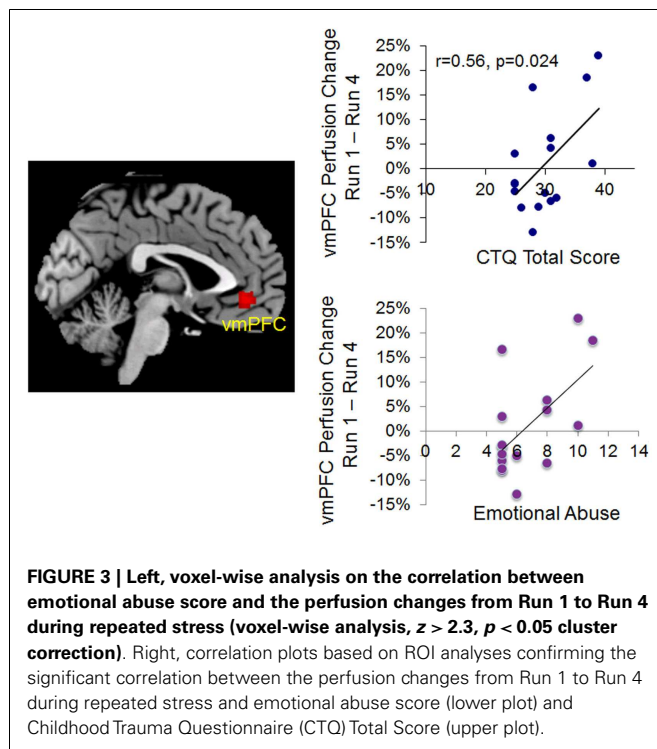 25%
20%
15%
10%
5%
0%
-5%
-10%
-15%
r=0.56, p=0.024
10 20 30 40
vmPFC Perfusion Change
Run 1 – Run 4
CTQ Total Score
vmPFC
25%
20%
15%
10%
5%
0%
-5%
-10%
-15%
0 2 4 6 8 10 12 14
vmPFC Perfusion Change
Run 1 – Run 4
Emotional Abuse
FIGURE 3 | Left, voxel-wise analysis on the correlation between
emotional abuse score and the perfusion changes from Run 1 to Run 4
during repeated stress (voxel-wise analysis, z > 2.3, p < 0.05 cluster
correction). Right, correlation plots based on ROI analyses confirming the
significant correlation between the perfusion changes from Run 1 to Run 4
during repeated stress and emotional abuse score (lower plot) and
Childhood Trauma Questionnaire (CTQ) Total Score (upper plot).